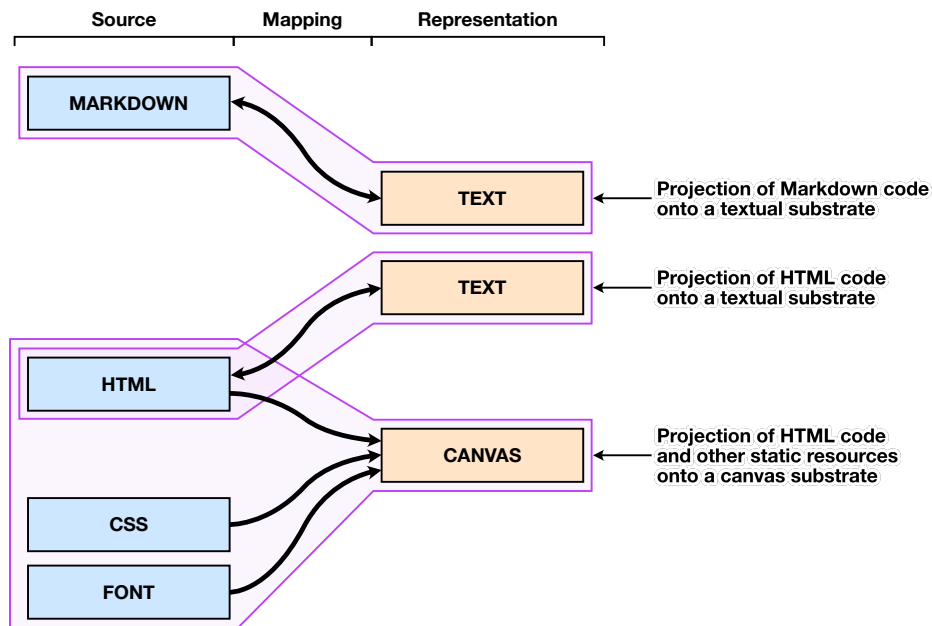 Source
Mapping
Representation
MARKDOWN
TEXT
Projection of Markdown code
onto a textual substrate
TEXT
Projection of HTML code
onto a textual substrate
HTML
CANVAS
Projection of HTML code
and other static resources
onto a canvas substrate
CSS
FONT